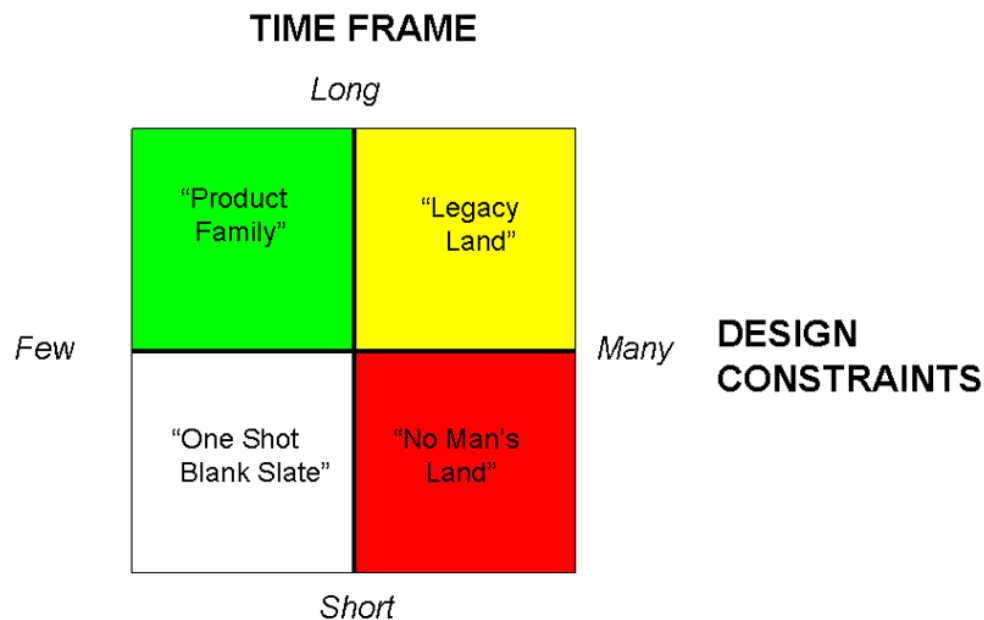 TIME FRAME
Long
“Product
Family”
“Legacy
Land”
Few
Many
DESIGN
CONSTRAINTS
“One Shot
Blank Slate”
“No Man’s
Land”
Short